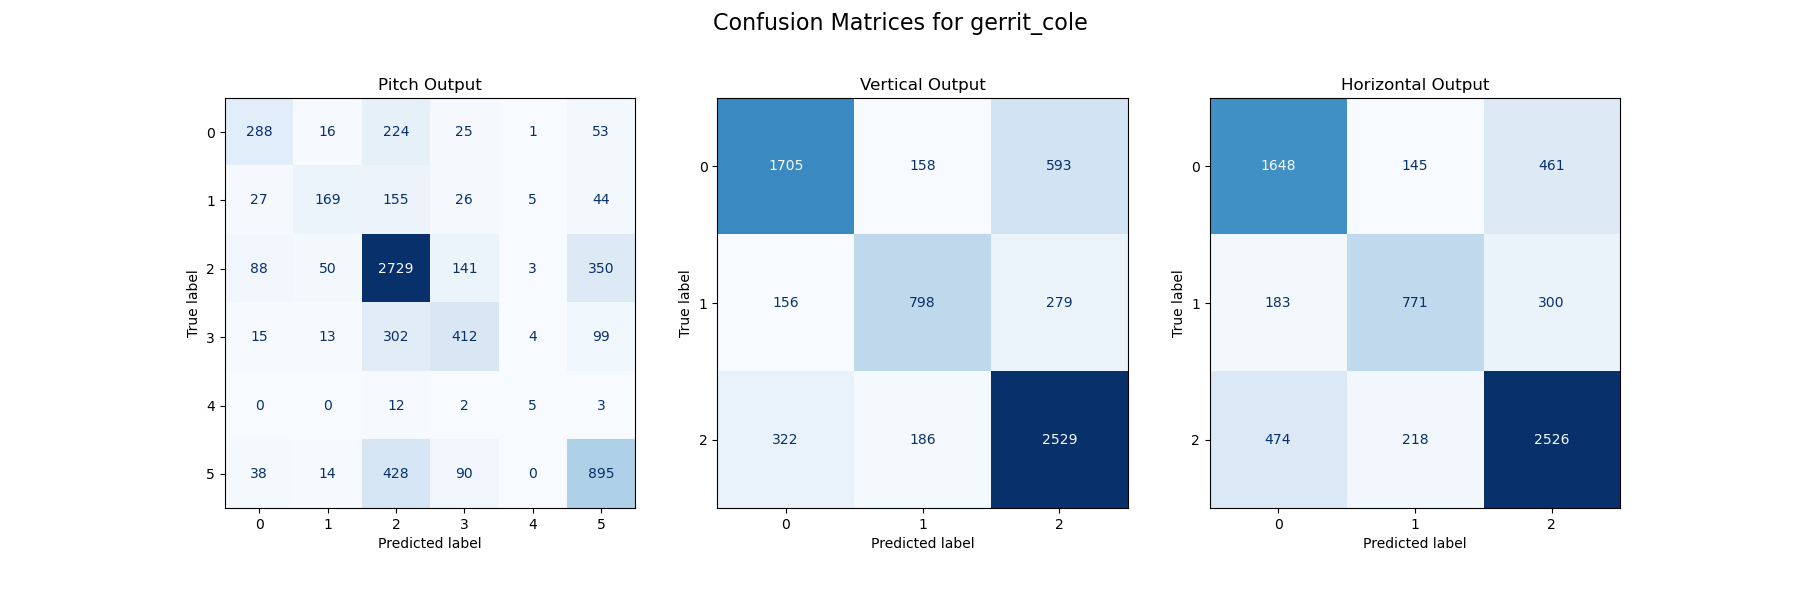 Confusion Matrices for gerrit_cole
Pitch Output
True label
0 288 16 224 25 1 53
1 27 169 155 26 5 44
2 88 50 2729 141 3 350
3 15 13 302 412 4 99
4 0 0 12 2 5 3
5 38 14 428 90 0 895
0 1 2 3 4 5
Predicted label
Vertical Output
True label
0 1705 158 593
1 156 798 279
2 322 186 2529
0 1 2
Predicted label
Horizontal Output
True label
0 1648 145 461
1 183 771 300
2 474 218 2526
0 1 2
Predicted label